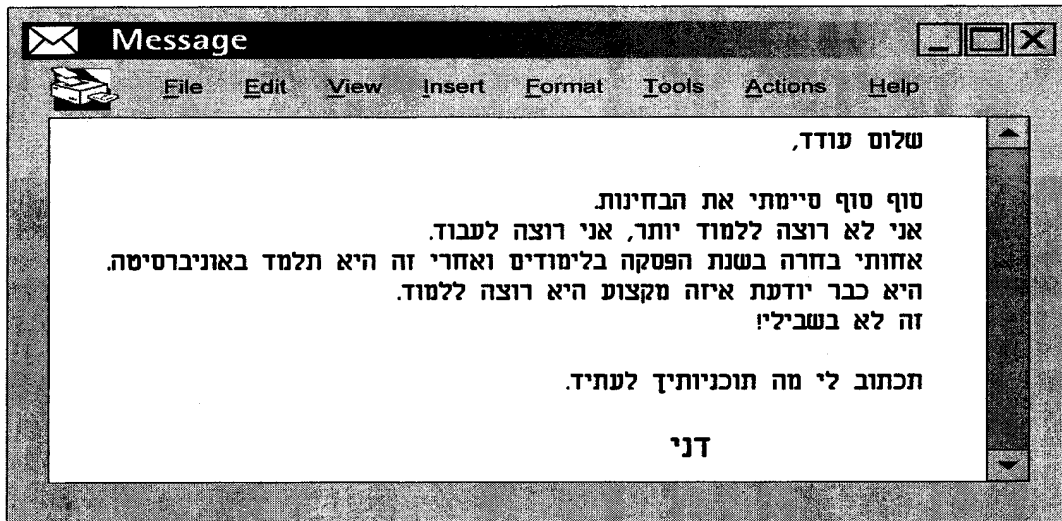 Message
File Edit View Insert Format Tools Actions Help
שלום עודד,
סוף סוף סיימתי את הבחינות.
אני לא רוצה ללמוד יותר, אני רוצה לעבוד.
אחותי בחרה בשנת הפסקה בלימודים ואחרי זה היא תלמד באוניברסיטה.
היא כבר יודעת איזה מקצוע היא רוצה ללמוד.
זה לא בשבילי!
תכתוב לי מה תוכניותיך לעתיד.
דני